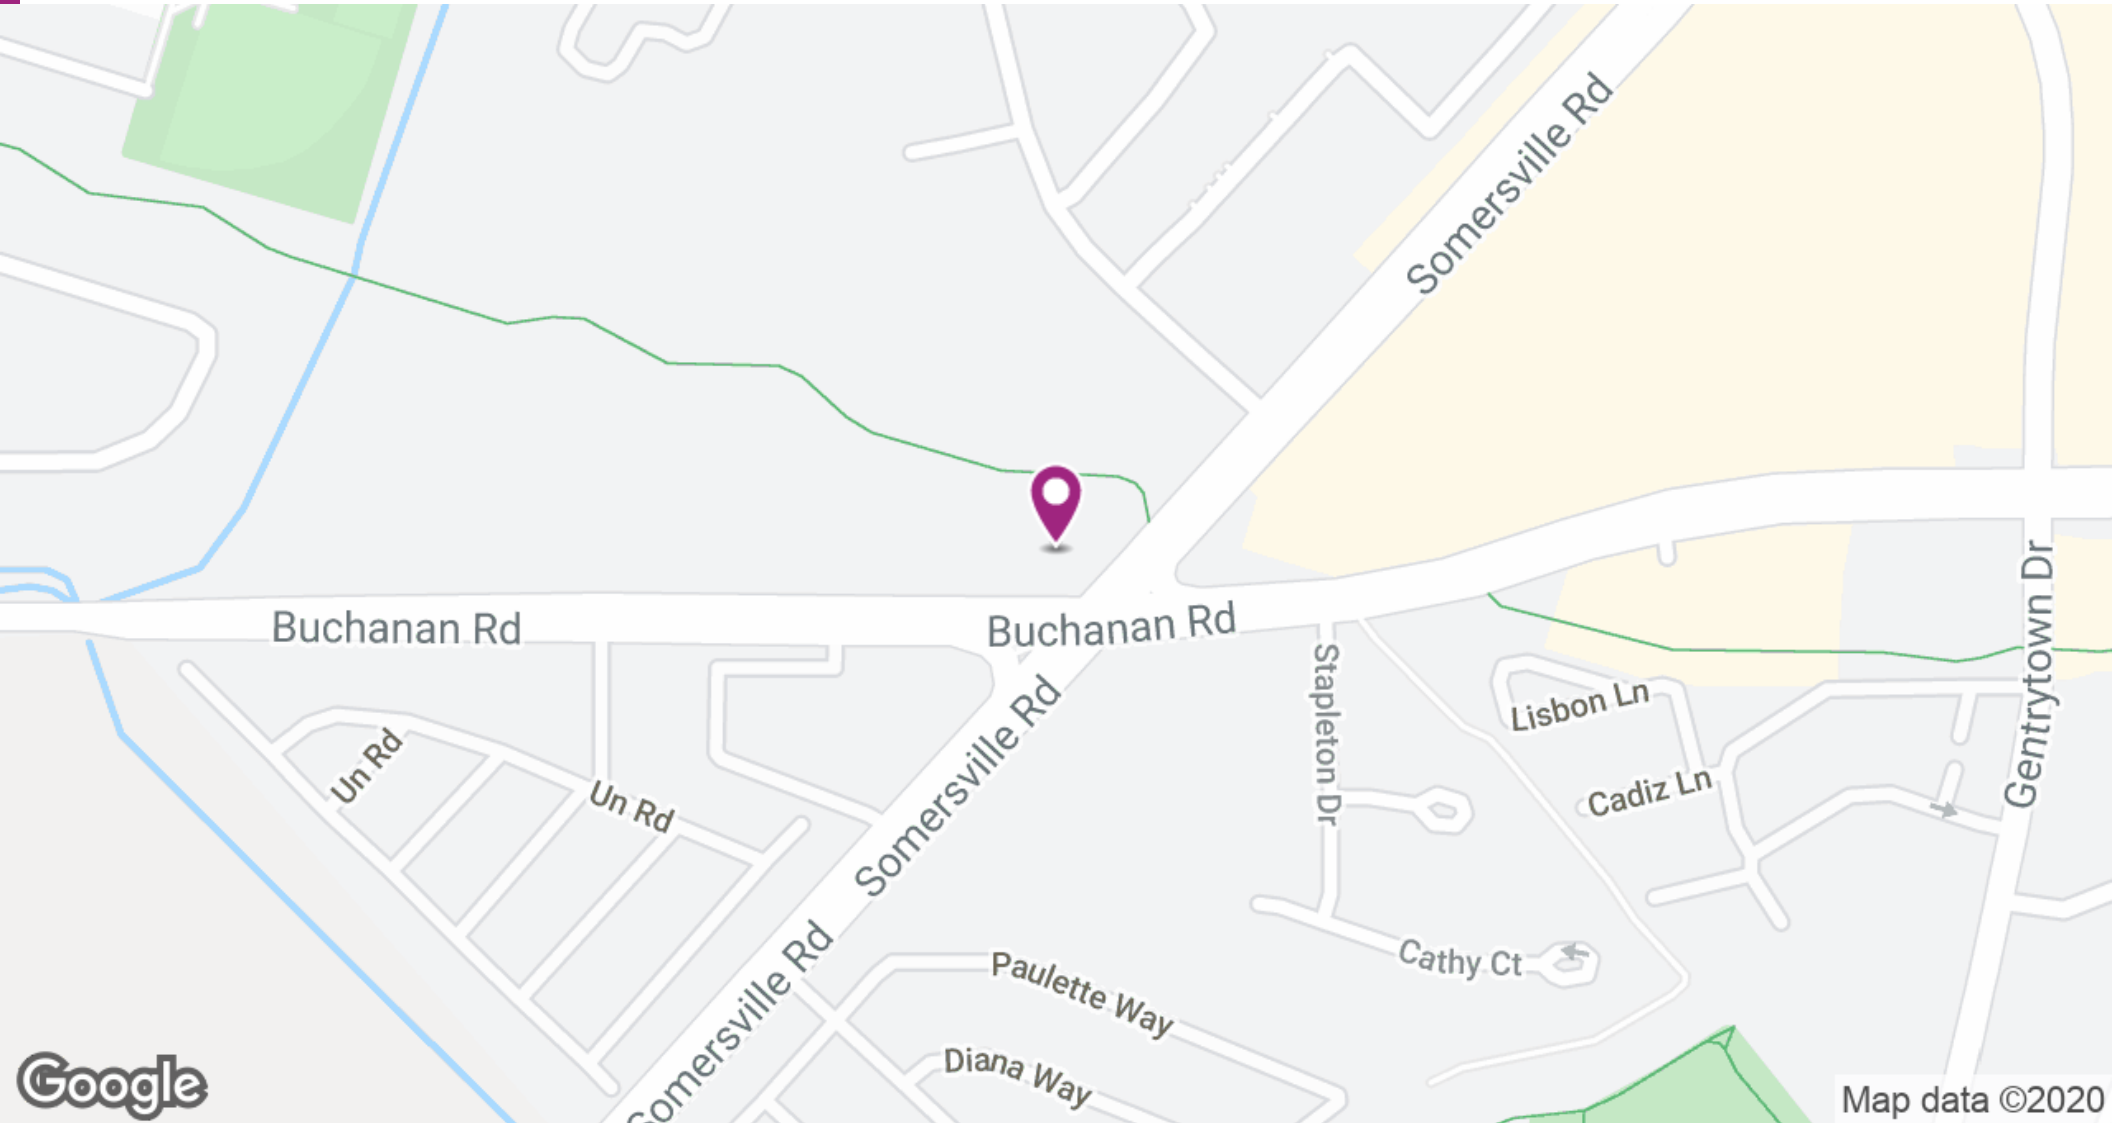 Somersville Rd
Buchanan Rd
Buchanan Rd
Gentrytown Dr
Stapleton Dr
Lisbon Ln
Un Rd
Somersville Rd
Un Rd
Cadiz Ln
Cathy Ct
Somersville Rd
Paulette Way
Diana Way
Google
Map data ©2020